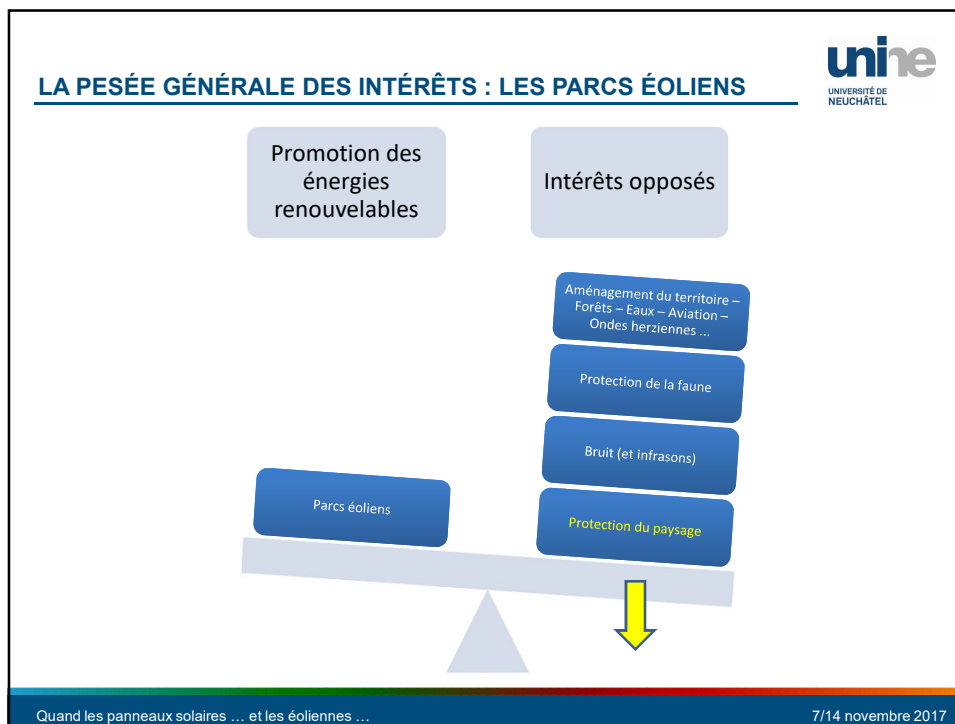 LA PESÉE GÉNÉRALE DES INTÉRÊTS : LES PARCS ÉOLIENS
unine
UNIVERSITÉ DE
NEUCHÂTEL
Promotion des
énergies
renouvelables
Intérêts opposés
Aménagement du territoire –
Forêts – Eaux – Aviation –
Ondes herziennes ...
Protection de la faune
Bruit (et infrasons)
Parcs éoliens
Protection du paysage
Quand les panneaux solaires … et les éoliennes …
7/14 novembre 2017